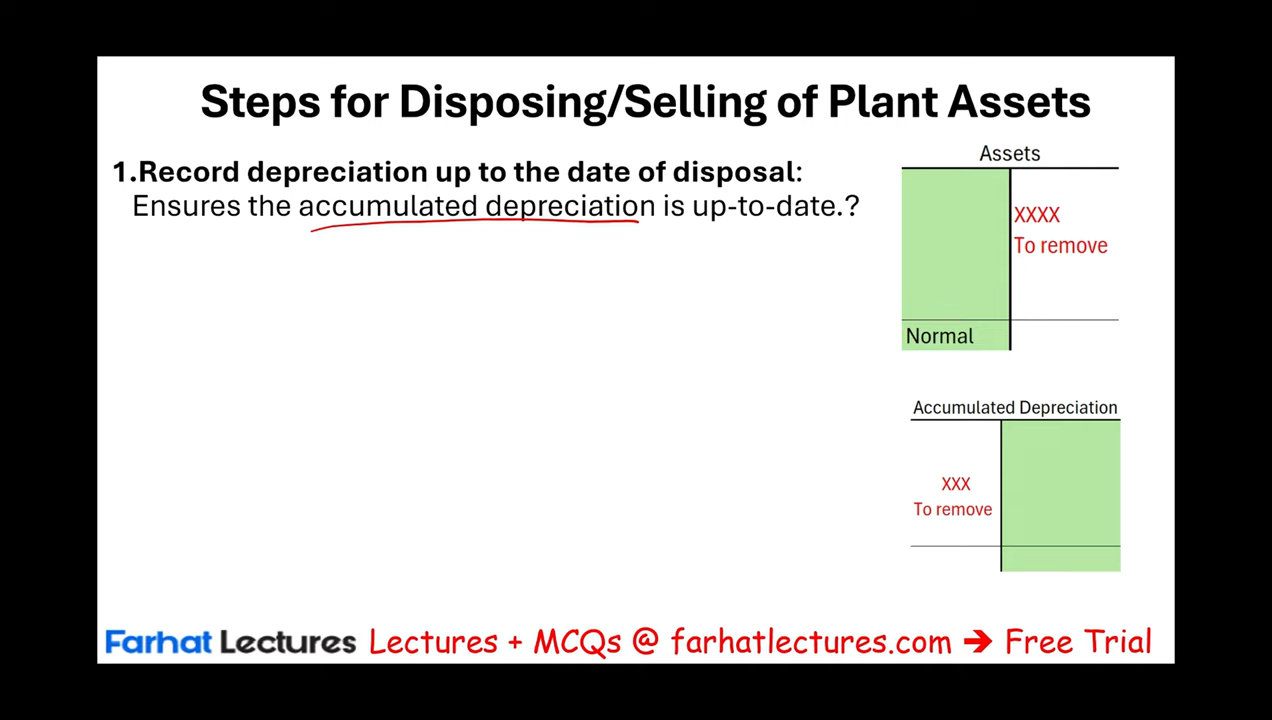 Steps for Disposing/Selling of Plant Assets
1.Record depreciation up to the date of disposal:
Ensures the accumulated depreciation is up-to-date.?
Assets
XXXX
To remove
Normal
Accumulated Depreciation
XXX
To remove
Farhat Lectures Lectures + MCQs @ farhatlectures.com → Free Trial